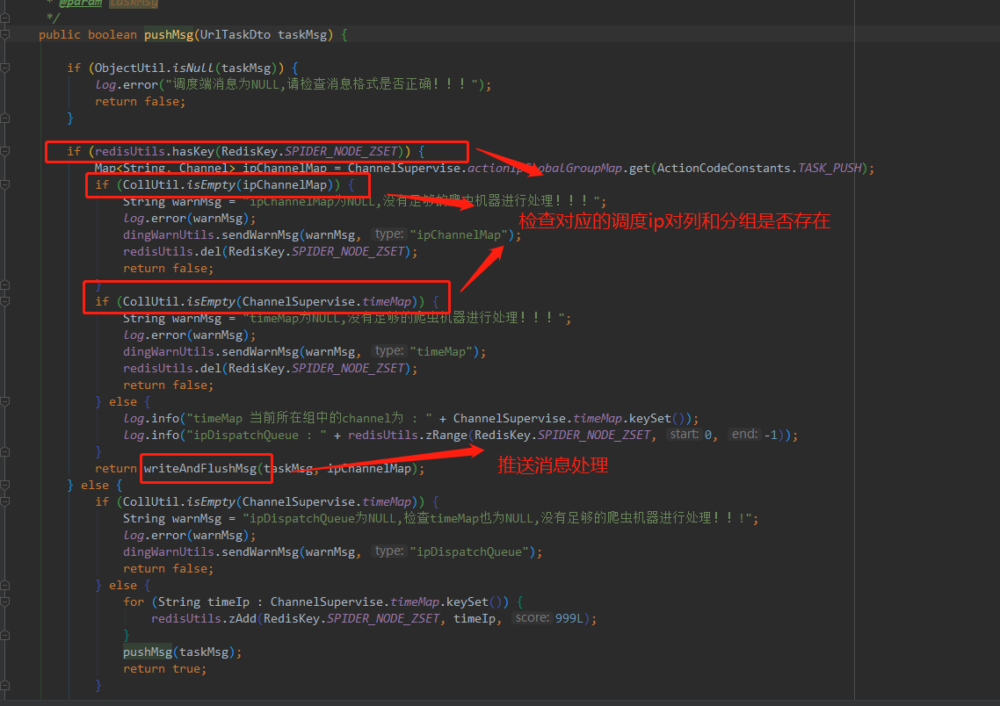 * @param taskMsg
*/
public boolean pushMsg(UrlTaskDto taskMsg) {
if (ObjectUtil.isNull(taskMsg)) {
log.error("调度端消息为NULL,请检查消息格式是否正确！！！");
return false;
}
if (redisUtils.hasKey(RedisKey.SPIDER_NODE_ZSET)) {
Map<String, Channel> ipChannelMap = ChannelSupervise.actionIpGlobalGroupMap.get(ActionCodeConstants.TASK_PUSH);
if (CollUtil.isEmpty(ipChannelMap)) {
String warnMsg = "ipChannelMap为NULL,没有足够的爬虫机器进行处理！！！";
log.error(warnMsg);
检查对应的调度ip对列和分组是否存在
dingWarnUtils.sendWarnMsg(warnMsg, type: "ipChannelMap");
redisUtils.del(RedisKey.SPIDER_NODE_ZSET);
return false;
}
if (CollUtil.isEmpty(ChannelSupervise.timeMap)) {
String warnMsg = "timeMap为NULL,没有足够的爬虫机器进行处理！！！";
log.error(warnMsg);
dingWarnUtils.sendWarnMsg(warnMsg, type: "timeMap");
redisUtils.del(RedisKey.SPIDER_NODE_ZSET);
return false;
} else {
log.info("timeMap 当前所在组中的channel为 : " + ChannelSupervise.timeMap.keySet());
log.info("ipDispatchQueue : " + redisUtils.zRange(RedisKey.SPIDER_NODE_ZSET, start: 0, end: -1));
}
return writeAndFlushMsg(taskMsg, ipChannelMap);
推送消息处理
} else {
if (CollUtil.isEmpty(ChannelSupervise.timeMap)) {
String warnMsg = "ipDispatchQueue为NULL,检查timeMap也为NULL,没有足够的爬虫机器进行处理！！!";
log.error(warnMsg);
dingWarnUtils.sendWarnMsg(warnMsg, type: "ipDispatchQueue");
return false;
} else {
for (String timeIp : ChannelSupervise.timeMap.keySet()) {
redisUtils.zAdd(RedisKey.SPIDER_NODE_ZSET, timeIp, score: 999L);
}
pushMsg(taskMsg);
return true;
}